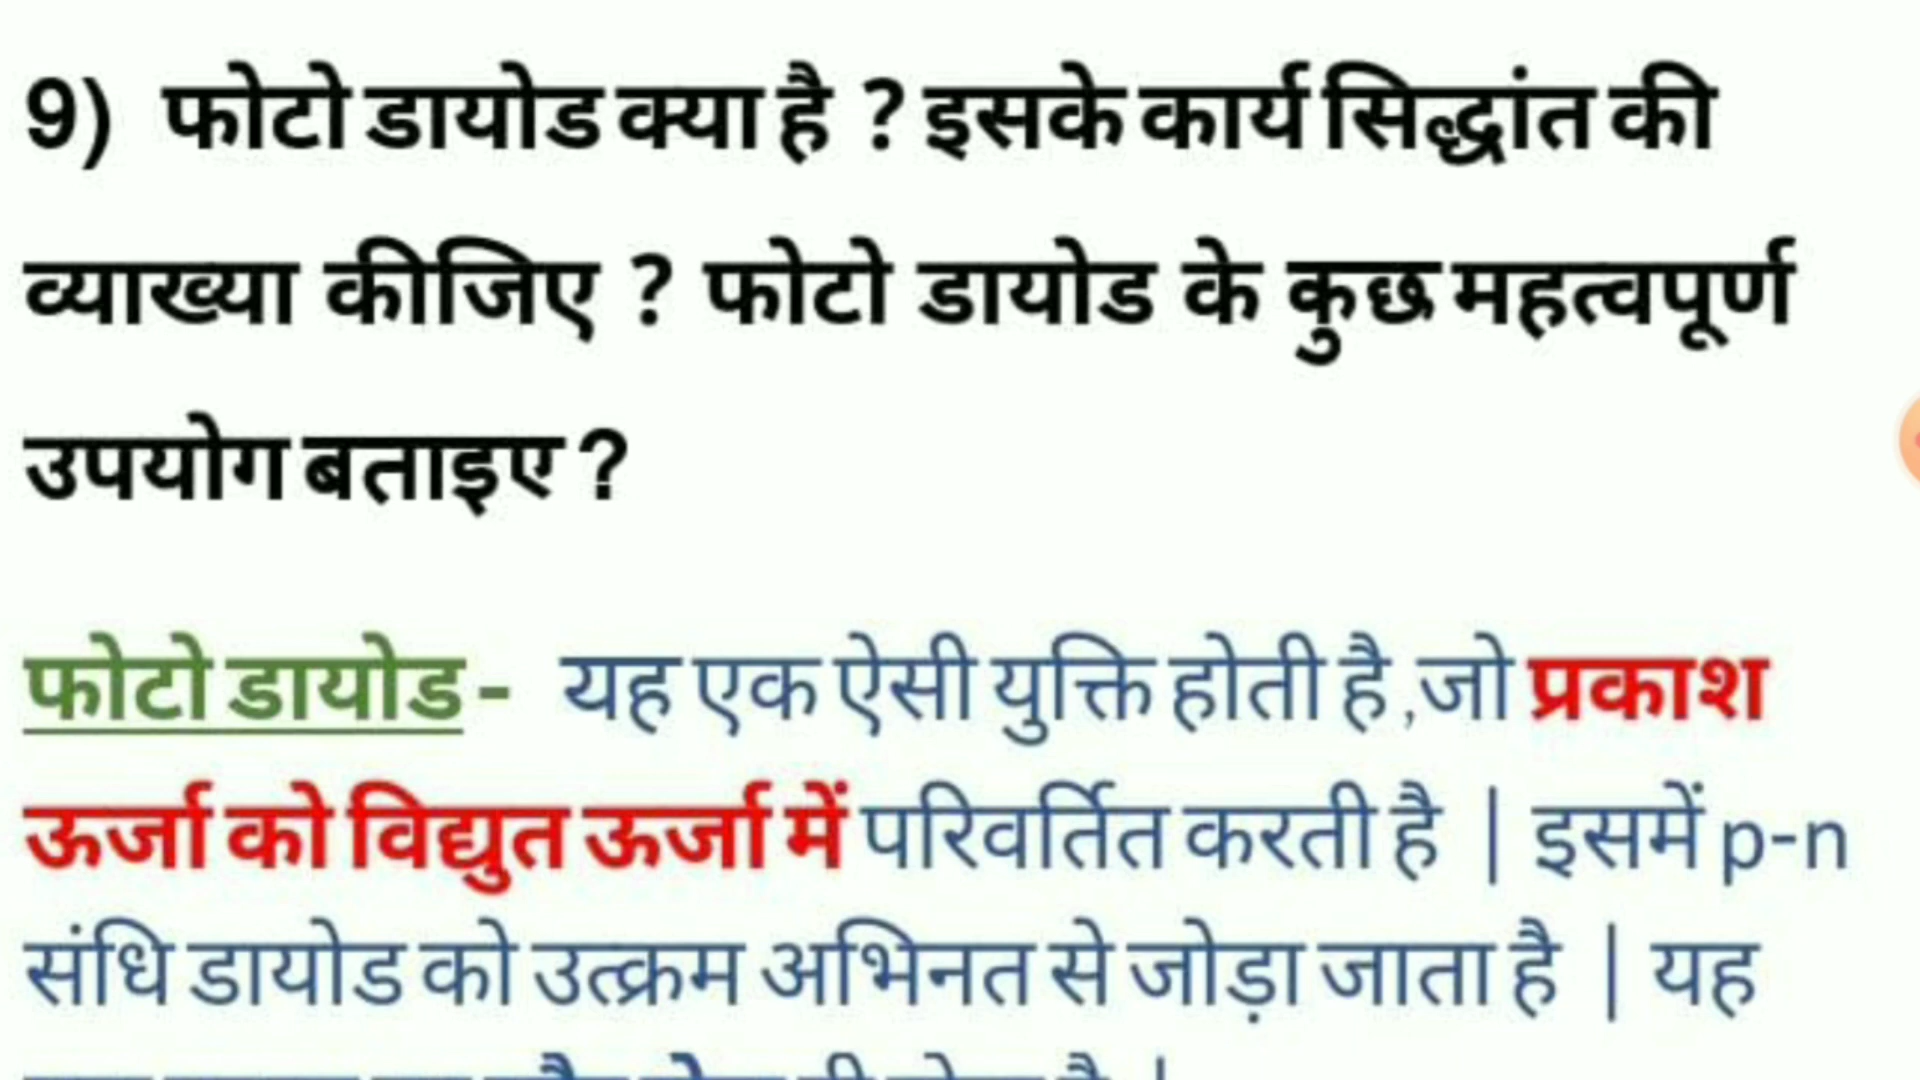 9) फोटो डायोड क्या है ? इसके कार्य सिद्धांत की
व्याख्या कीजिए ? फोटो डायोड के कुछ महत्वपूर्ण
उपयोग बताइए ?
फोटो डायोड - यह एक ऐसी युक्ति होती है ,जो प्रकाश
ऊर्जा को विद्युत ऊर्जा में परिवर्तित करती है | इसमें p-n
संधि डायोड को उत्क्रम अभिनत से जोड़ा जाता है | यह